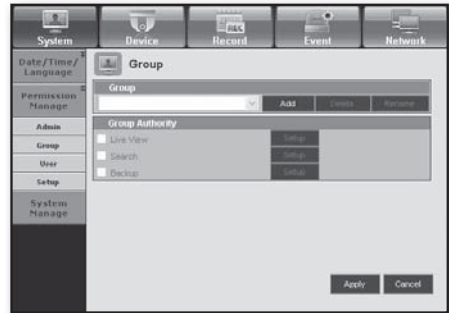 System Device Record Event Network
REC
Date/Time/
Language
Group
Permission
Manage
Group
Add Delete Rename
Admin
Group Authority
Group
Live View Setup
User
Search Setup
Setup
Backup Setup
System
Manage
Apply Cancel